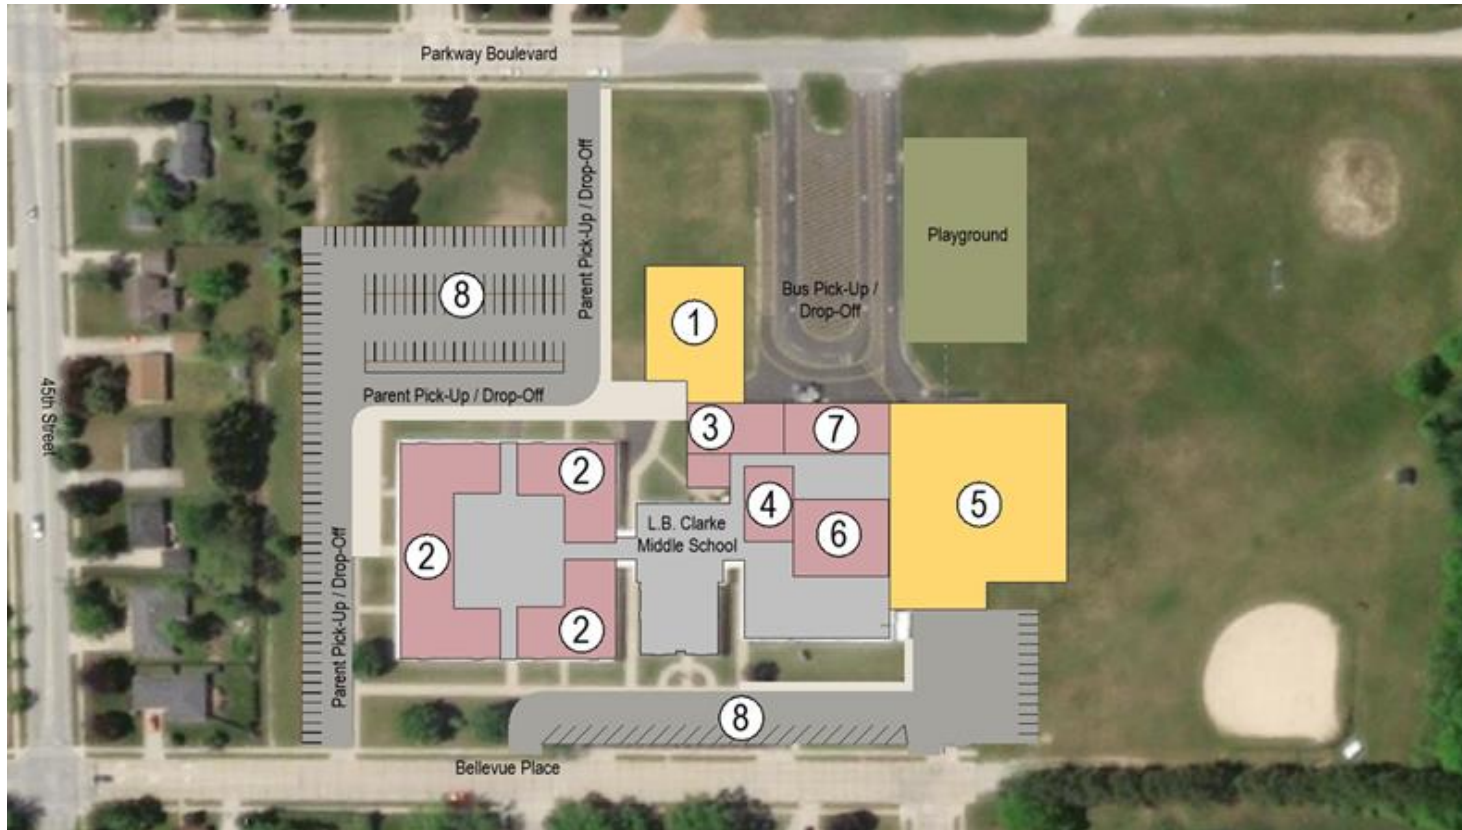 Parkway Boulevard
Parent Pick-Up / Drop-Off
Playground
8
Bus Pick-Up /
Drop-Off
1
Parent Pick-Up / Drop-Off
45th Street
3
7
2
2
4
5
L.B. Clarke
Middle School
6
Parent Pick-Up / Drop-Off
2
8
Bellevue Place